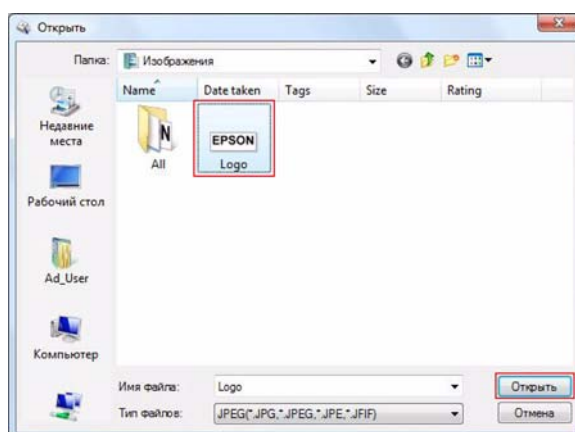 Открыть
Папка: Изображения
Name Date taken Tags Size Rating
Недавние места
N
EPSON
All
Logo
Рабочий стол
Ad_User
Компьютер
Имя файла: Logo Открыть
Тип файлов: JPEG(*.JPG,*.JPEG,*.JPE,*.JFIF) Отмена